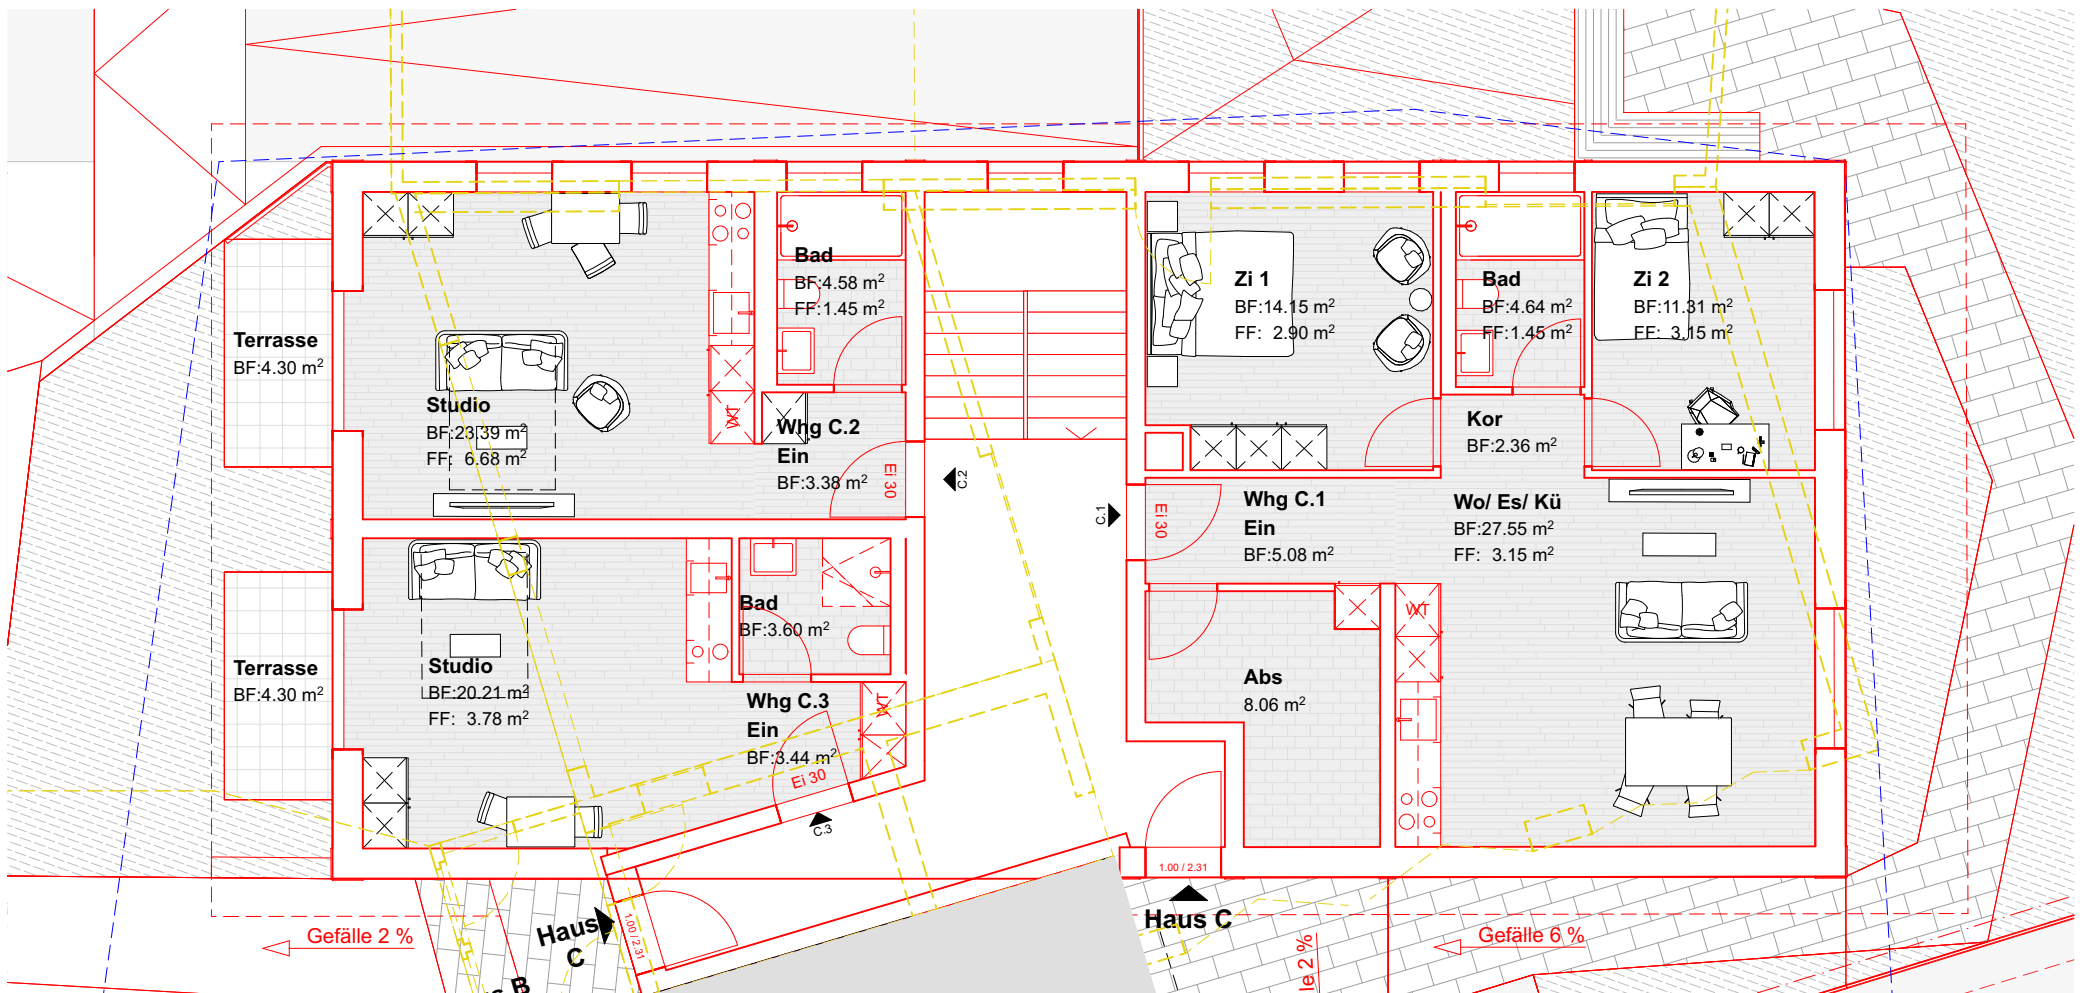 Bad
BF:4.58 m²
FF:1.45 m²
Zi 1
BF:14.15 m²
FF: 2.90 m²
Bad
BF:4.64 m²
FF:1.45 m²
Zi 2
BF:11.31 m²
FF: 3.15 m²
Terrasse
BF:4.30 m²
Studio
BF:23.39 m²
FF: 6.68 m²
WT
Whg C.2
Ein
BF:3.38 m²
Ei 30
C.2
Kor
BF:2.36 m²
C.1
Ei 30
Whg C.1
Ein
BF:5.08 m²
Wo/ Es/ Kü
BF:27.55 m²
FF: 3.15 m²
Bad
BF:3.60 m²
WT
Terrasse
BF:4.30 m²
Studio
BF:20.21 m²
FF: 3.78 m²
Whg C.3
Ein
BF:3.44 m²
WT
Ei 30
C.3
Abs
8.06 m²
1.00 / 2.31
Haus C
Haus
C
1.00 / 2.31
Gefälle 2 %
Gefälle 6 %
le 2 %
B